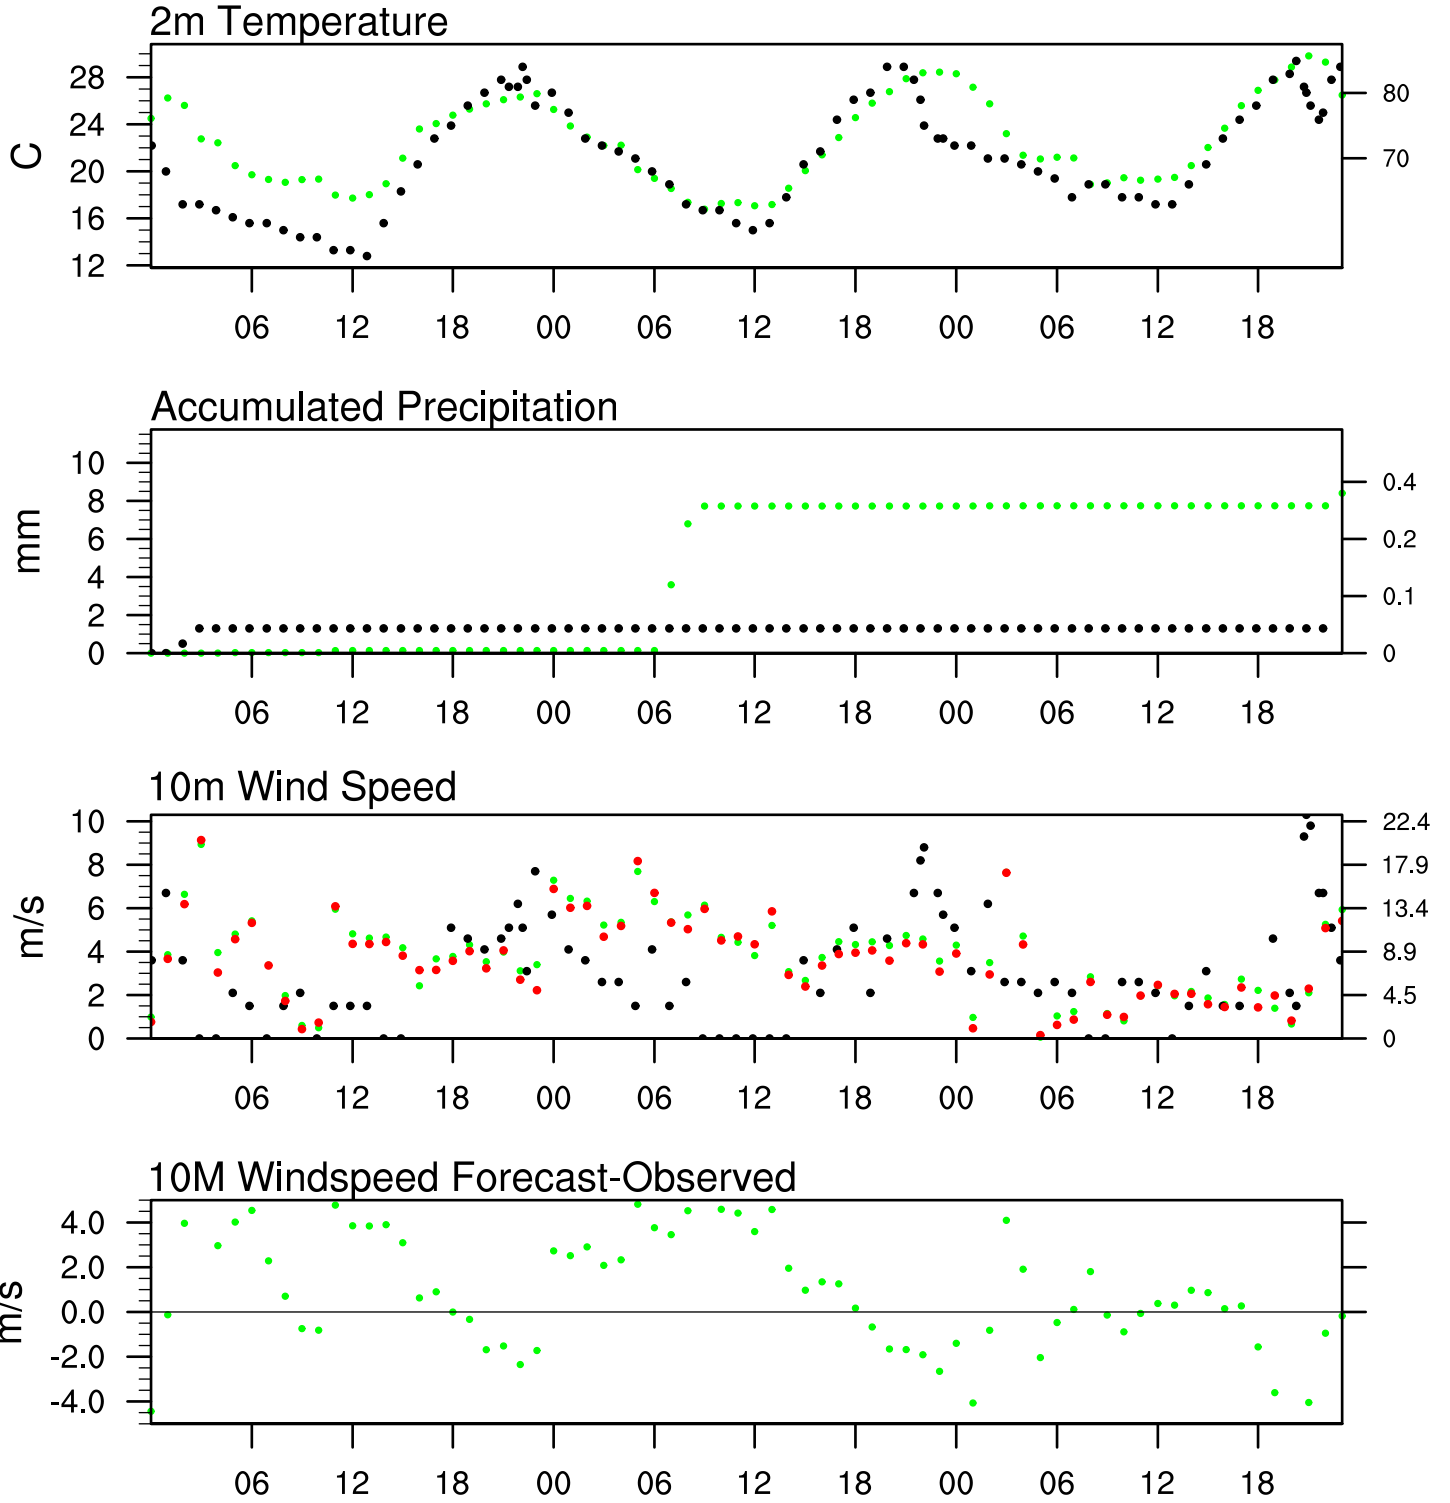 2m Temperature
28
24
20
16
12
C
80
70
06 12 18 00 06 12 18 00 06 12 18
Accumulated Precipitation
10
8
6
4
2
0
mm
0.4
0.2
0.1
0
06 12 18 00 06 12 18 00 06 12 18
10m Wind Speed
10
8
6
4
2
0
m/s
22.4
17.9
13.4
8.9
4.5
0
06 12 18 00 06 12 18 00 06 12 18
10M Windspeed Forecast-Observed
4.0
2.0
0.0
-2.0
-4.0
m/s
06 12 18 00 06 12 18 00 06 12 18